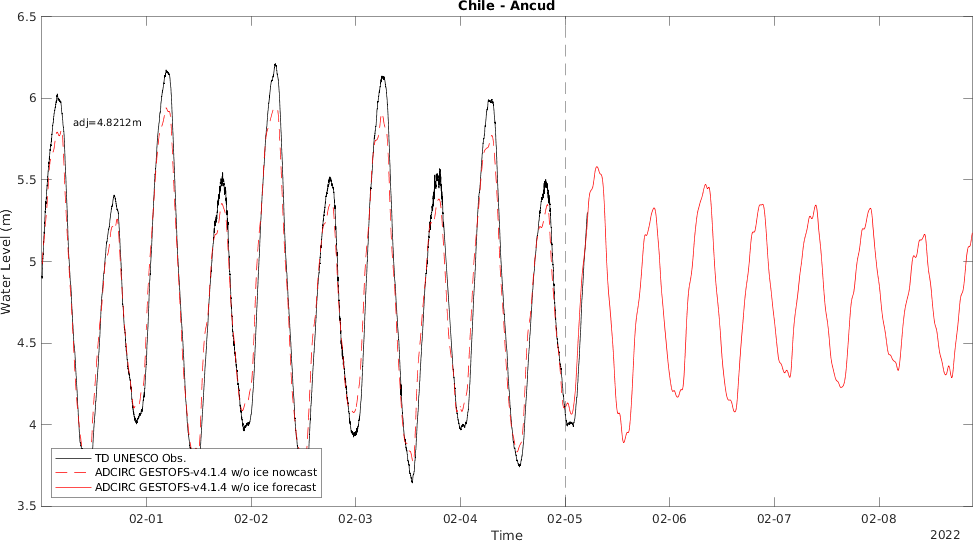 Chile - Ancud
6.5
6
5.5
5
4.5
4
3.5
Water Level (m)
adj=4.8212m
TD UNESCO Obs.
ADCIRC GESTOFS-v4.1.4 w/o ice nowcast
ADCIRC GESTOFS-v4.1.4 w/o ice forecast
02-01 02-02 02-03 02-04 02-05 02-06 02-07 02-08
Time
2022